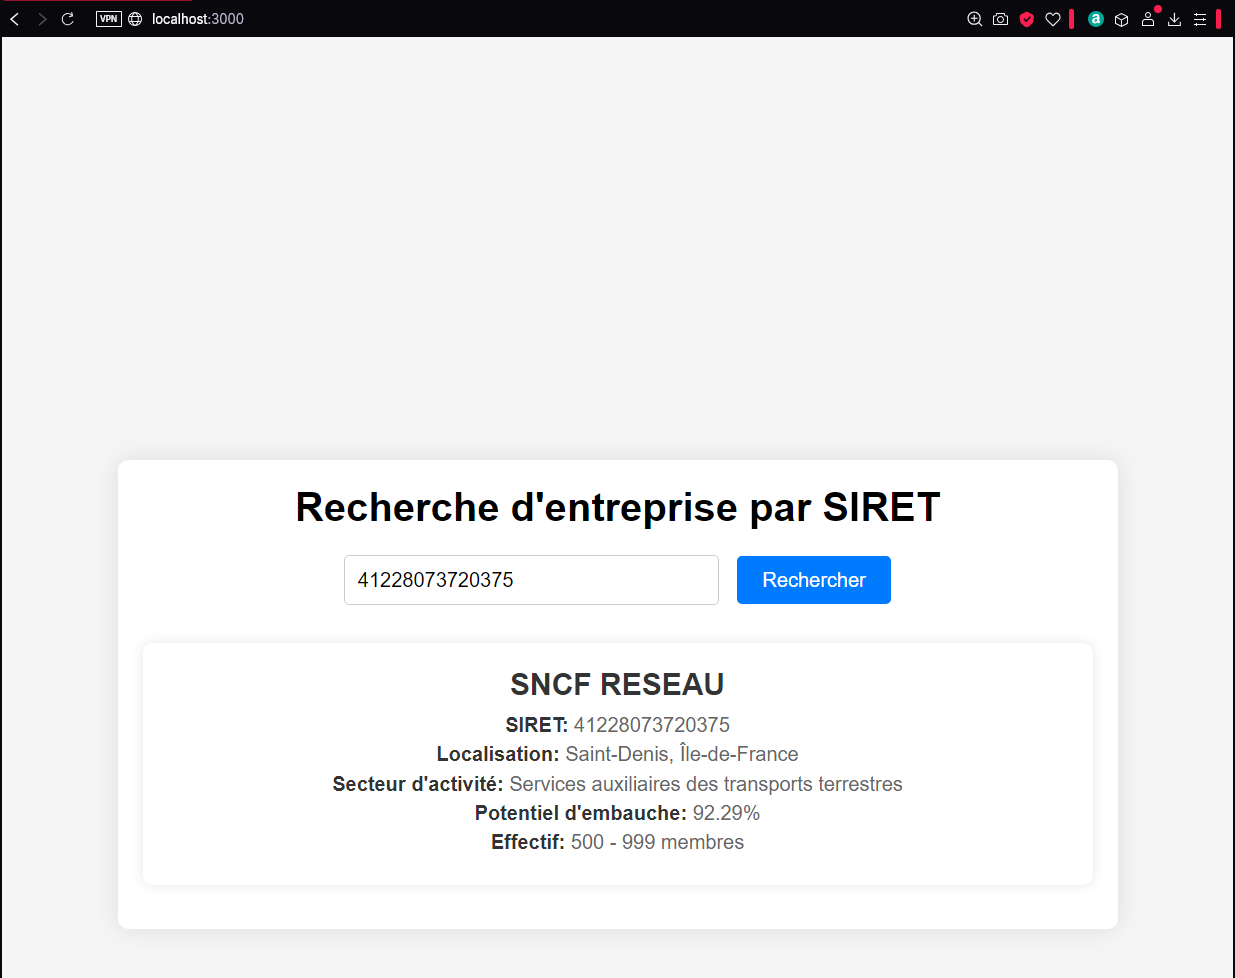 VPN localhost:3000
Recherche d'entreprise par SIRET
41228073720375 Rechercher
SNCF RESEAU
SIRET: 41228073720375
Localisation: Saint-Denis, Île-de-France
Secteur d'activité: Services auxiliaires des transports terrestres
Potentiel d'embauche: 92.29%
Effectif: 500 - 999 membres